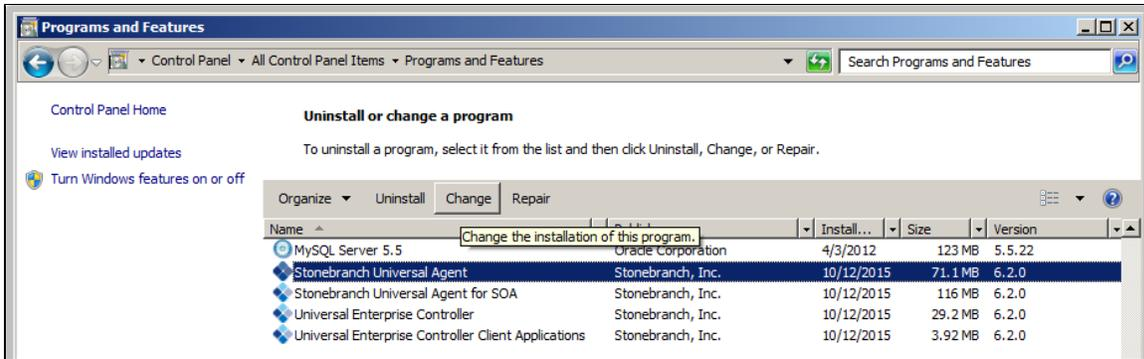 Programs and Features
Control Panel All Control Panel Items Programs and Features Search Programs and Features
Control Panel Home
Uninstall or change a program
View installed updates
To uninstall a program, select it from the list and then click Uninstall, Change, or Repair.
Turn Windows features on or off
Organize Uninstall Change Repair
Name Install... Size Version
Change the installation of this program.
MySQL Server 5.5 Oracle Corporation 4/3/2012 123 MB 5.5.22
Stonebranch Universal Agent Stonebranch, Inc. 10/12/2015 71.1 MB 6.2.0
Stonebranch Universal Agent for SOA Stonebranch, Inc. 10/12/2015 116 MB 6.2.0
Universal Enterprise Controller Stonebranch, Inc. 10/12/2015 29.2 MB 6.2.0
Universal Enterprise Controller Client Applications Stonebranch, Inc. 10/12/2015 3.92 MB 6.2.0